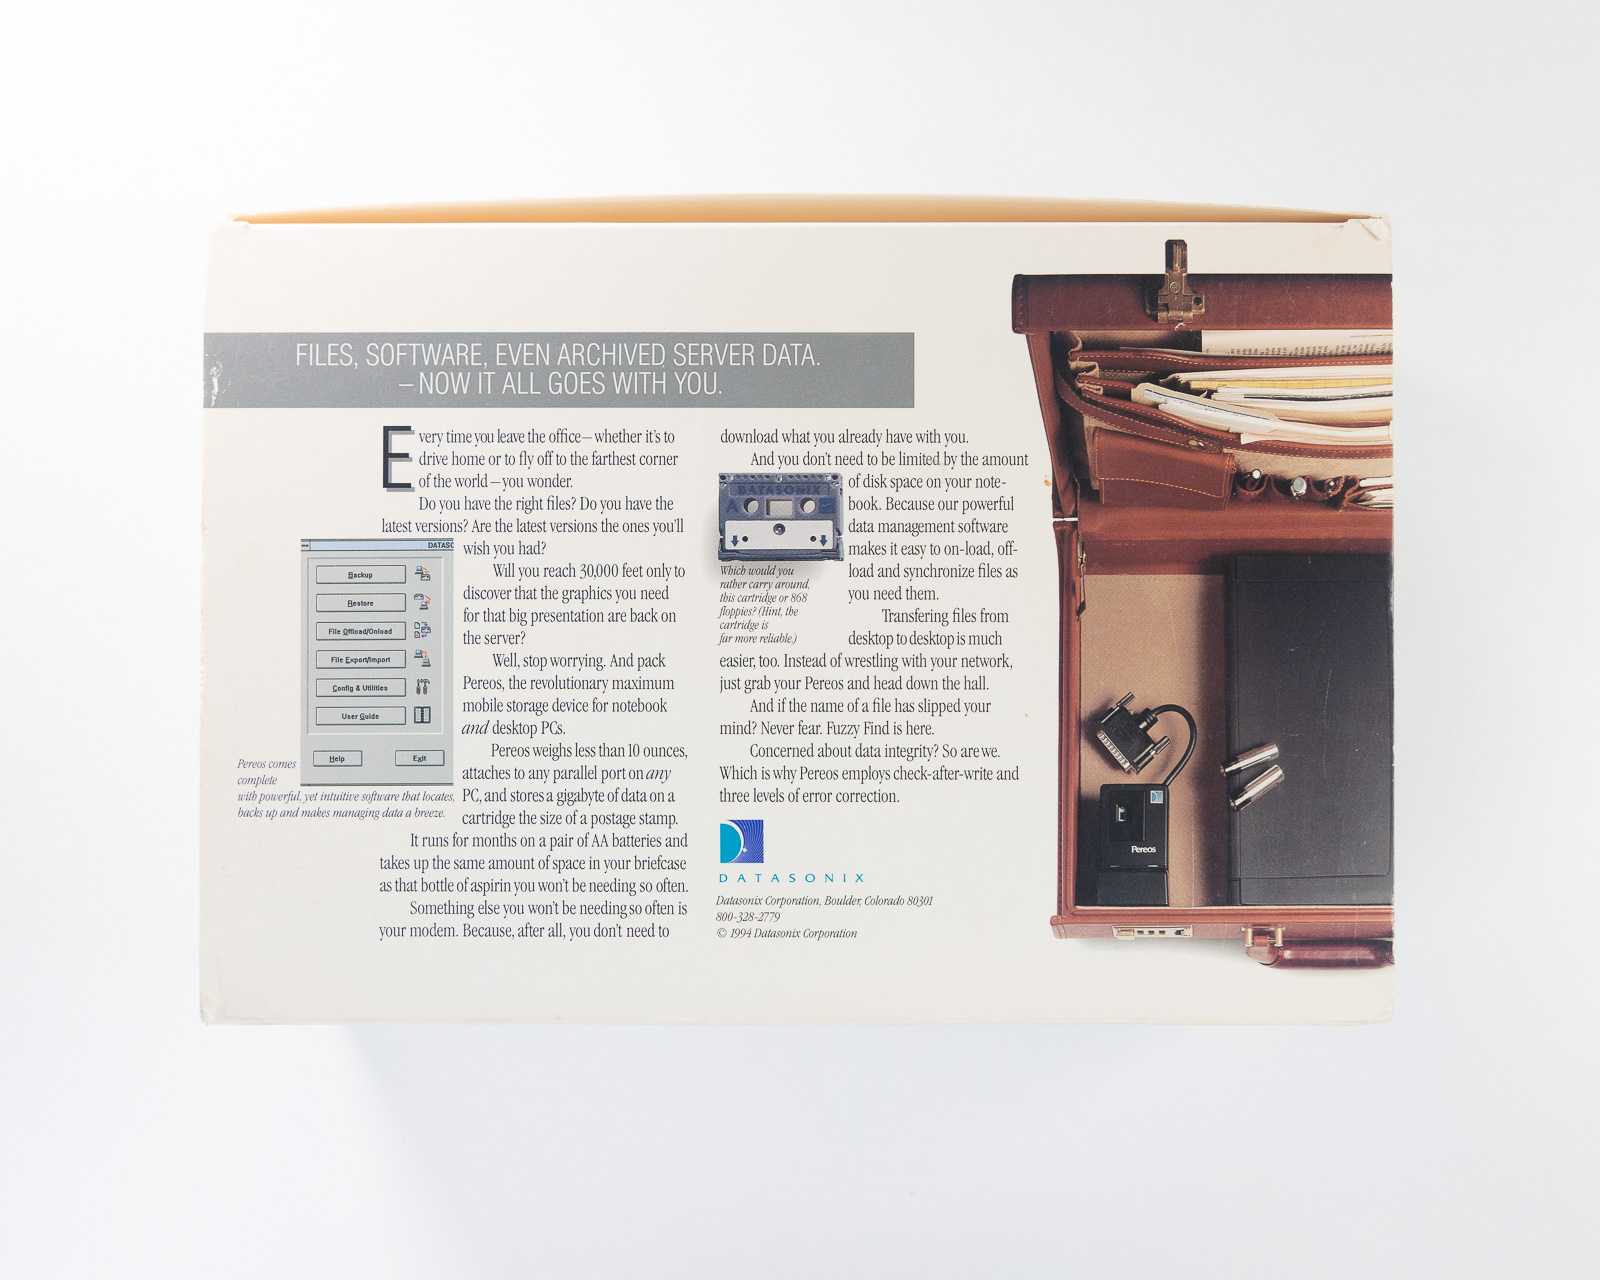 FILES, SOFTWARE, EVEN ARCHIVED SERVER DATA.
– NOW IT ALL GOES WITH YOU.
Every time you leave the office – whether it's to
drive home or to fly off to the farthest corner
of the world – you wonder.
Do you have the right files? Do you have the
latest versions? Are the latest versions the ones you'll
wish you had?
Will you reach 30,000 feet only to
discover that the graphics you need
for that big presentation are back on
the server?
Well, stop worrying. And pack
Pereos, the revolutionary maximum
mobile storage device for notebook
and desktop PCs.
Pereos weighs less than 10 ounces,
attaches to any parallel port on any
PC, and stores a gigabyte of data on a
cartridge the size of a postage stamp.
It runs for months on a pair of AA batteries and
takes up the same amount of space in your briefcase
as that bottle of aspirin you won't be needing so often.
Something else you won't be needing so often is
your modem. Because, after all, you don't need to
DATASO
Backup
Restore
File Offload/Onload
File Export/Import
Config & Utilities
User Guide
Help
Exit
Pereos comes
complete
with powerful, yet intuitive software that locates,
backs up and makes managing data a breeze.
download what you already have with you.
And you don't need to be limited by the amount
of disk space on your note-
book. Because our powerful
data management software
makes it easy to on-load, off-
load and synchronize files as
you need them.
Transfering files from
desktop to desktop is much
easier, too. Instead of wrestling with your network,
just grab your Pereos and head down the hall.
And if the name of a file has slipped your
mind? Never fear. Fuzzy Find is here.
Concerned about data integrity? So are we.
Which is why Pereos employs check-after-write and
three levels of error correction.
DATASONIX
A
Which would you
rather carry around,
this cartridge or 868
floppies? (Hint, the
cartridge is
far more reliable.)
DATASONIX
Datasonix Corporation, Boulder, Colorado 80301
800-328-2779
© 1994 Datasonix Corporation
Pereos